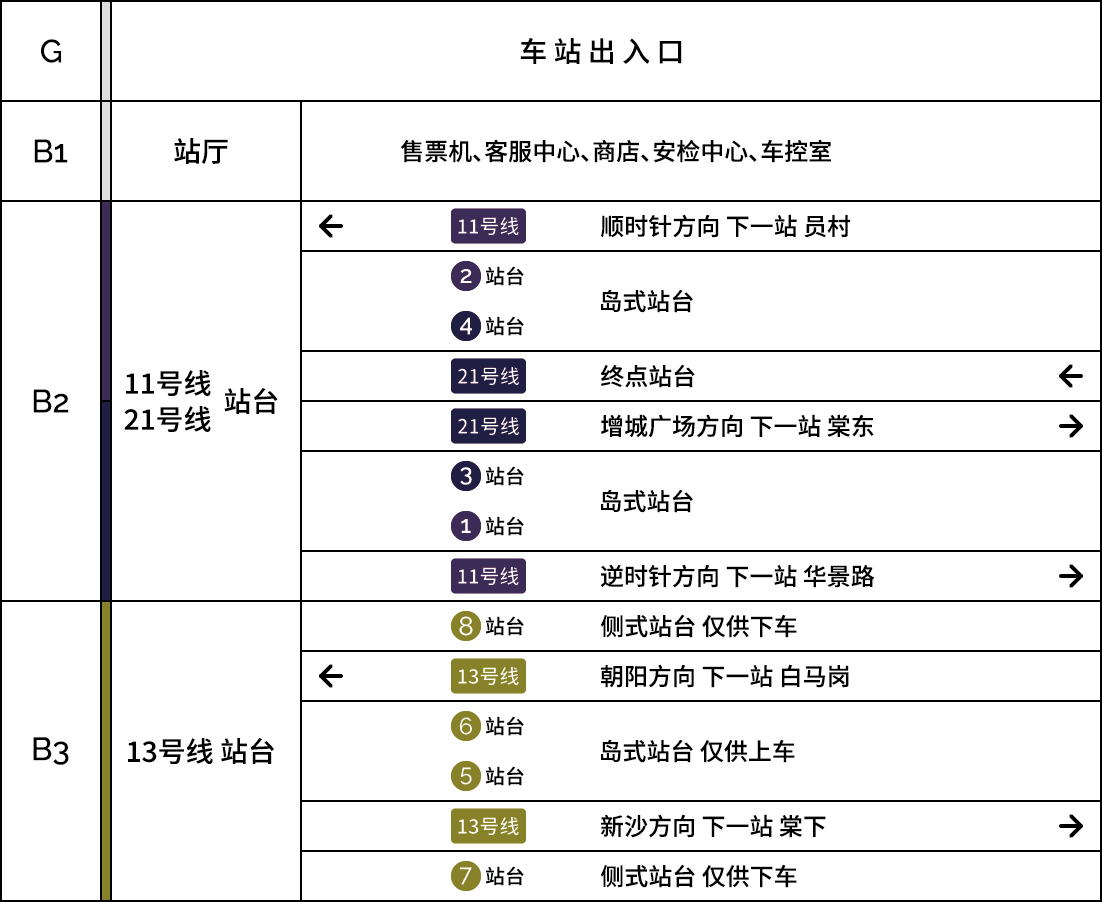 G
车站出入口
B1
站厅
售票机、客服中心、商店、安检中心、车控室
B2
11号线
21号线
站台
← 11号线 顺时针方向 下一站 员村
2 站台
4 站台
岛式站台
21号线 终点站台 ←
21号线 增城广场方向 下一站 棠东 →
3 站台
1 站台
岛式站台
11号线 逆时针方向 下一站 华景路 →
B3
13号线 站台
8 站台 侧式站台 仅供下车
← 13号线 朝阳方向 下一站 白马岗
6 站台
5 站台
岛式站台 仅供上车
13号线 新沙方向 下一站 棠下 →
7 站台 侧式站台 仅供下车